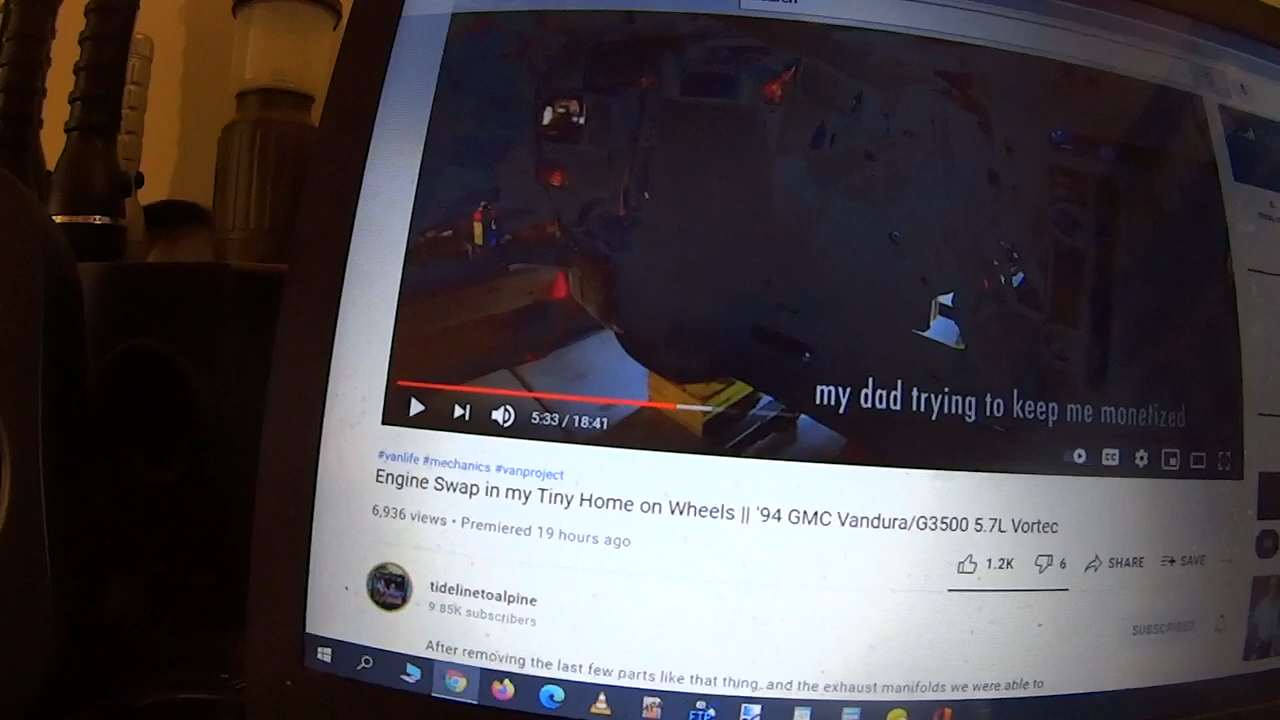 my dad trying to keep me monetized
5:33 / 18:41
CC
#vanlife #mechanics #vanproject
Engine Swap in my Tiny Home on Wheels || '94 GMC Vandura/G3500 5.7L Vortec
6,936 views • Premiered 19 hours ago
1.2K 6 SHARE SAVE
tidelinetoalpine
9.85K subscribers
SUBSCRIBED
After removing the last few parts like that thing, and the exhaust manifolds we were able to
FTP